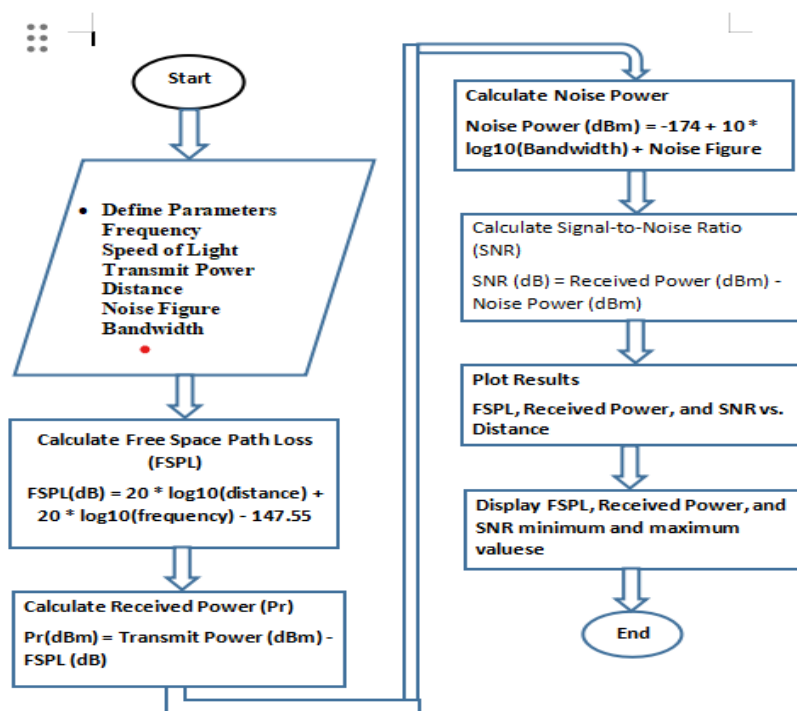 Start
• Define Parameters
Frequency
Speed of Light
Transmit Power
Distance
Noise Figure
Bandwidth
Calculate Free Space Path Loss
(FSPL)
FSPL(dB) = 20 * log10(distance) +
20 * log10(frequency) - 147.55
Calculate Received Power (Pr)
Pr(dBm) = Transmit Power (dBm) -
FSPL (dB)
Calculate Noise Power
Noise Power (dBm) = -174 + 10 *
log10(Bandwidth) + Noise Figure
Calculate Signal-to-Noise Ratio
(SNR)
SNR (dB) = Received Power (dBm) -
Noise Power (dBm)
Plot Results
FSPL, Received Power, and SNR vs.
Distance
Display FSPL, Received Power, and
SNR minimum and maximum
valuese
End